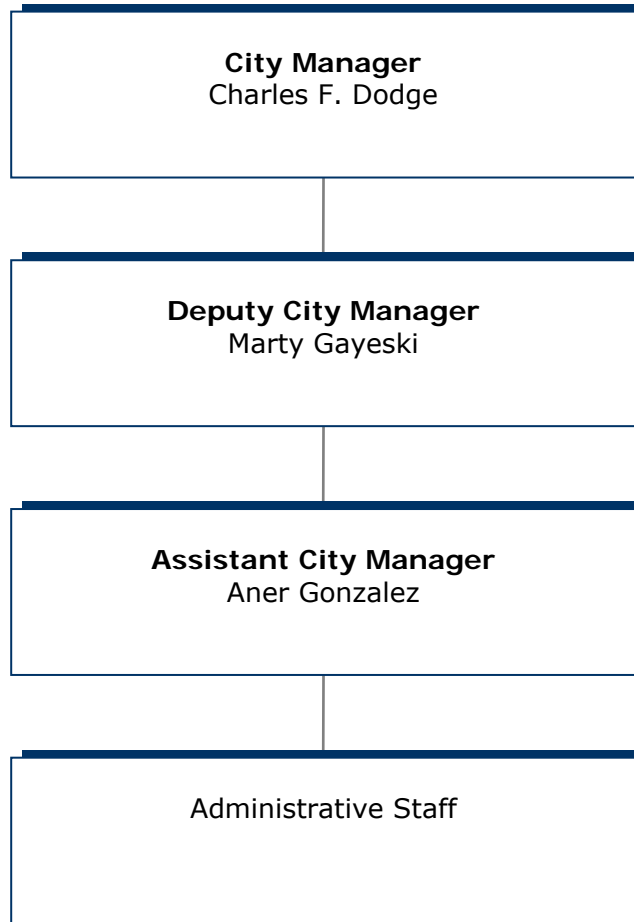 City Manager
Charles F. Dodge
Deputy City Manager
Marty Gayeski
Assistant City Manager
Aner Gonzalez
Administrative Staff